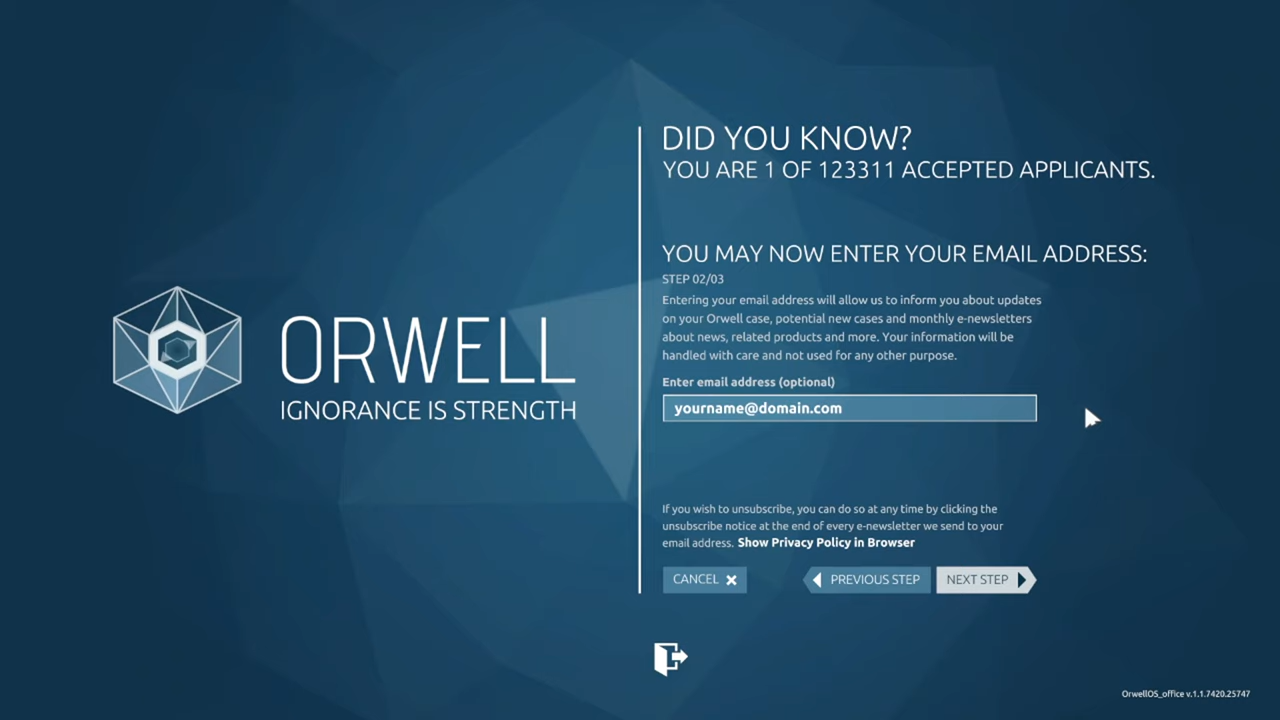 DID YOU KNOW?
YOU ARE 1 OF 123311 ACCEPTED APPLICANTS.
YOU MAY NOW ENTER YOUR EMAIL ADDRESS:
STEP 02/03
Entering your email address will allow us to inform you about updates
on your Orwell case, potential new cases and monthly e-newsletters
about news, related products and more. Your information will be
handled with care and not used for any other purpose.
ORWELL
IGNORANCE IS STRENGTH
Enter email address (optional)
yourname@domain.com
If you wish to unsubscribe, you can do so at any time by clicking the
unsubscribe notice at the end of every e-newsletter we send to your
email address. Show Privacy Policy in Browser
CANCEL
PREVIOUS STEP
NEXT STEP
OrwellOS_office v.1.1.7420.25747